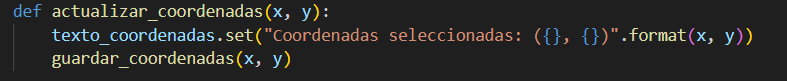 def actualizar_coordenadas(x, y):
    texto_coordenadas.set("Coordenadas seleccionadas: ({}, {})".format(x, y))
    guardar_coordenadas(x, y)